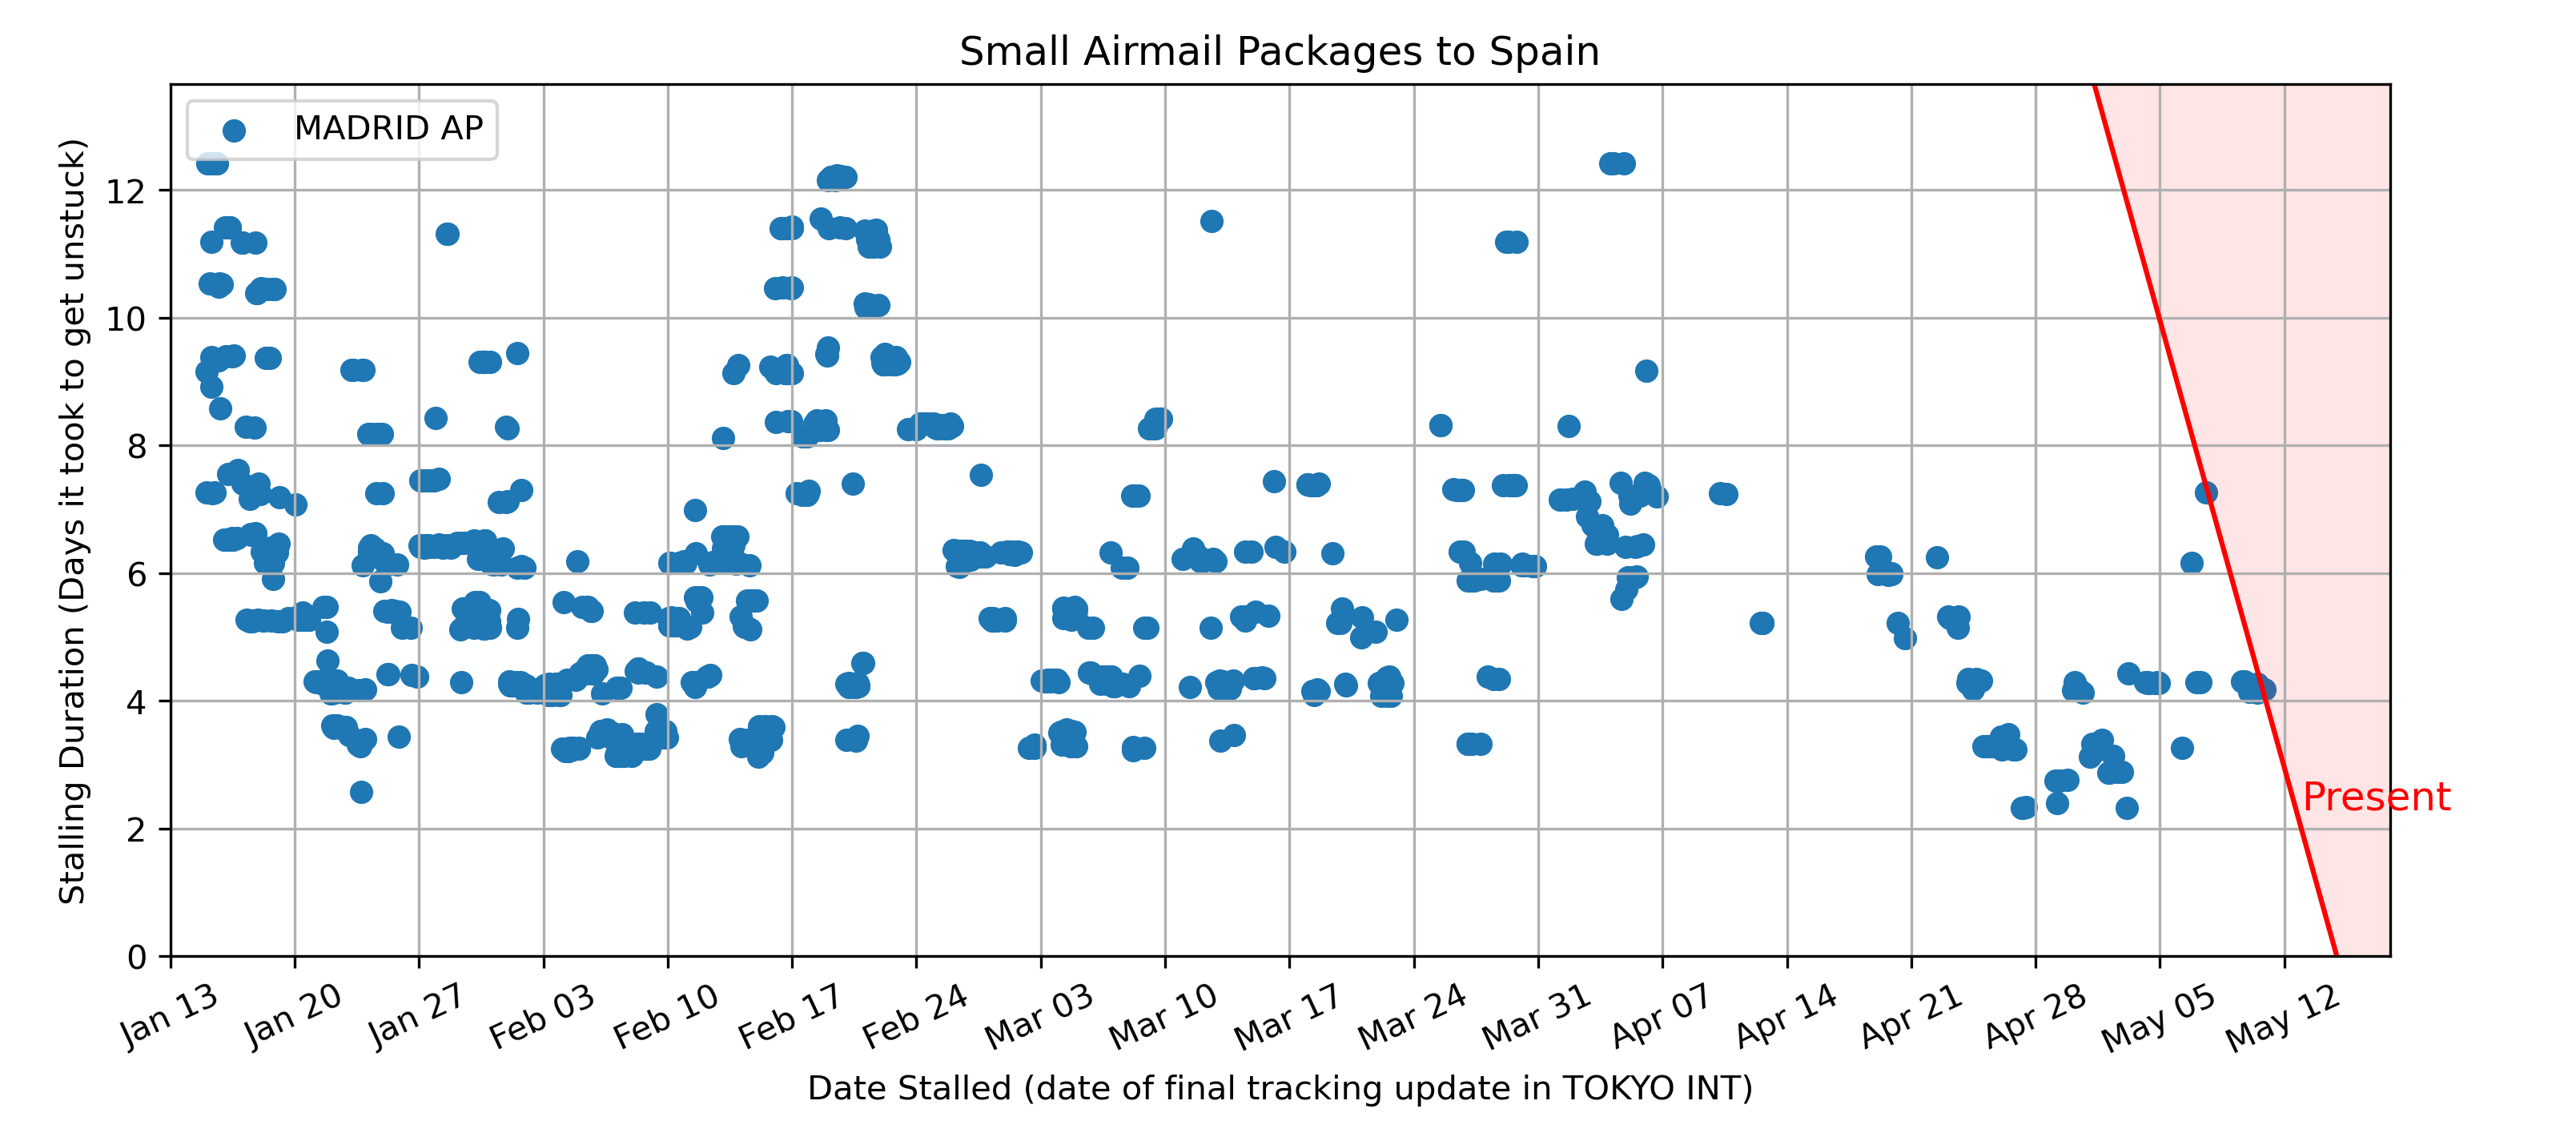 Small Airmail Packages to Spain
MADRID AP
Stalling Duration (Days it took to get unstuck)
12
10
8
6
4
2
0
Present
Jan 13
Jan 20
Jan 27
Feb 03
Feb 10
Feb 17
Feb 24
Mar 03
Mar 10
Mar 17
Mar 24
Mar 31
Apr 07
Apr 14
Apr 21
Apr 28
May 05
May 12
Date Stalled (date of final tracking update in TOKYO INT)